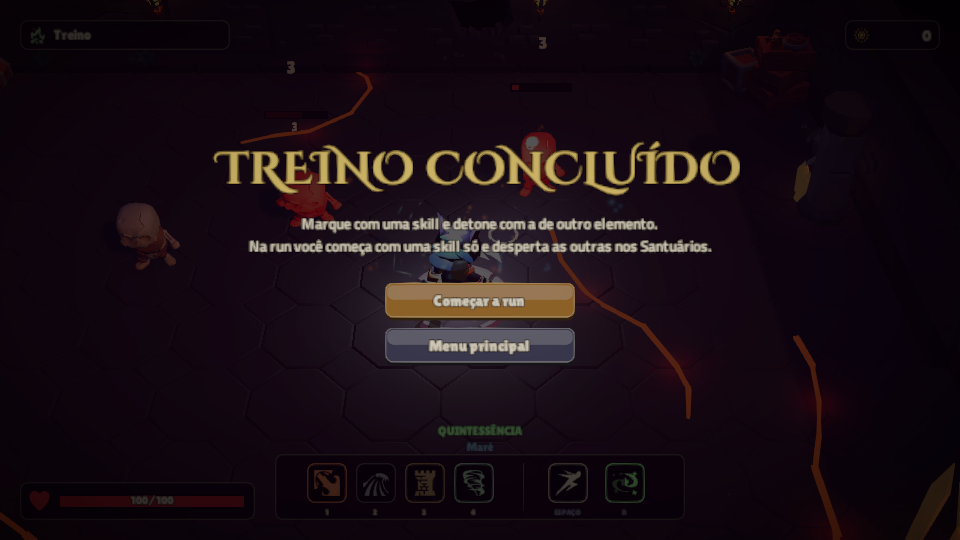 Treino
0
3
3
3
TREINO CONCLUÍDO
Marque com uma skill e detone com a de outro elemento.
Na run você começa com uma skill só e desperta as outras nos Santuários.
Começar a run
Menu principal
QUINTESSÊNCIA
Maré
100/100
1
2
3
4
ESPAÇO